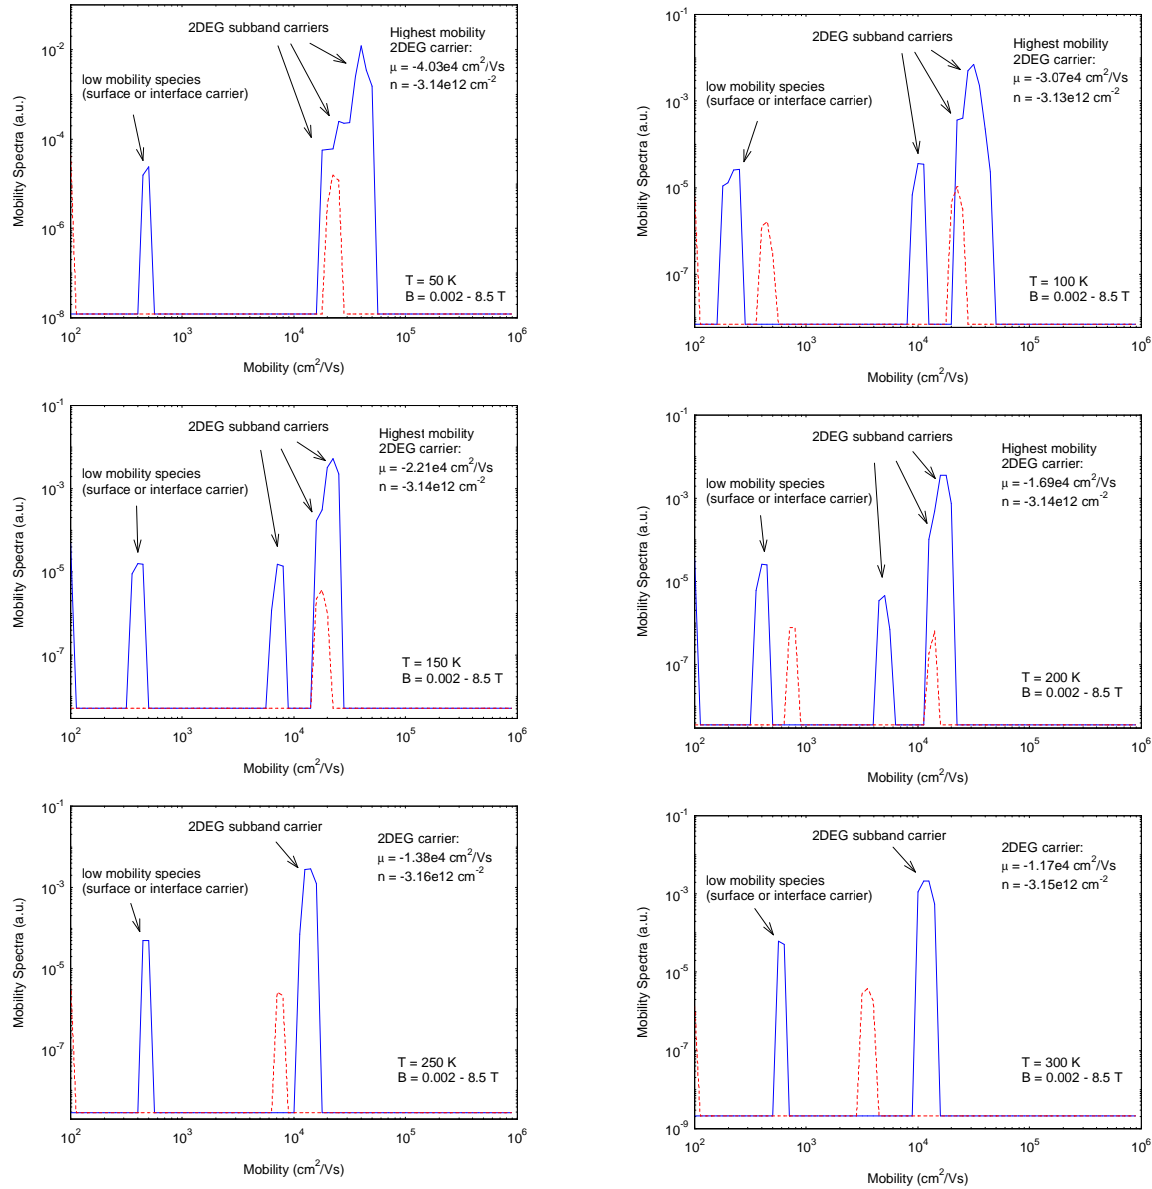 2DEG subband carriers
Highest mobility
2DEG carrier:
μ = -4.03e4 cm²/Vs
n = -3.14e12 cm⁻²
low mobility species
(surface or interface carrier)
T = 50 K
B = 0.002 - 8.5 T
Mobility Spectra (a.u.)
10⁻²
10⁻⁴
10⁻⁶
10⁻⁸
10² 10³ 10⁴ 10⁵ 10⁶
Mobility (cm²/Vs)
2DEG subband carriers
Highest mobility
2DEG carrier:
μ = -3.07e4 cm²/Vs
n = -3.13e12 cm⁻²
low mobility species
(surface or interface carrier)
T = 100 K
B = 0.002 - 8.5 T
Mobility Spectra (a.u.)
10⁻¹
10⁻³
10⁻⁵
10⁻⁷
10² 10³ 10⁴ 10⁵ 10⁶
Mobility (cm²/Vs)
2DEG subband carriers
Highest mobility
2DEG carrier:
μ = -2.21e4 cm²/Vs
n = -3.14e12 cm⁻²
low mobility species
(surface or interface carrier)
T = 150 K
B = 0.002 - 8.5 T
Mobility Spectra (a.u.)
10⁻¹
10⁻³
10⁻⁵
10⁻⁷
10² 10³ 10⁴ 10⁵ 10⁶
Mobility (cm²/Vs)
2DEG subband carriers
Highest mobility
2DEG carrier:
μ = -1.69e4 cm²/Vs
n = -3.14e12 cm⁻²
low mobility species
(surface or interface carrier)
T = 200 K
B = 0.002 - 8.5 T
Mobility Spectra (a.u.)
10⁻¹
10⁻³
10⁻⁵
10⁻⁷
10² 10³ 10⁴ 10⁵ 10⁶
Mobility (cm²/Vs)
2DEG subband carrier
2DEG carrier:
μ = -1.38e4 cm²/Vs
n = -3.16e12 cm⁻²
low mobility species
(surface or interface carrier)
T = 250 K
B = 0.002 - 8.5 T
Mobility Spectra (a.u.)
10⁻¹
10⁻³
10⁻⁵
10⁻⁷
10² 10³ 10⁴ 10⁵ 10⁶
Mobility (cm²/Vs)
2DEG subband carrier
2DEG carrier:
μ = -1.17e4 cm²/Vs
n = -3.15e12 cm⁻²
low mobility species
(surface or interface carrier)
T = 300 K
B = 0.002 - 8.5 T
Mobility Spectra (a.u.)
10⁻¹
10⁻³
10⁻⁵
10⁻⁷
10⁻⁹
10² 10³ 10⁴ 10⁵ 10⁶
Mobility (cm²/Vs)